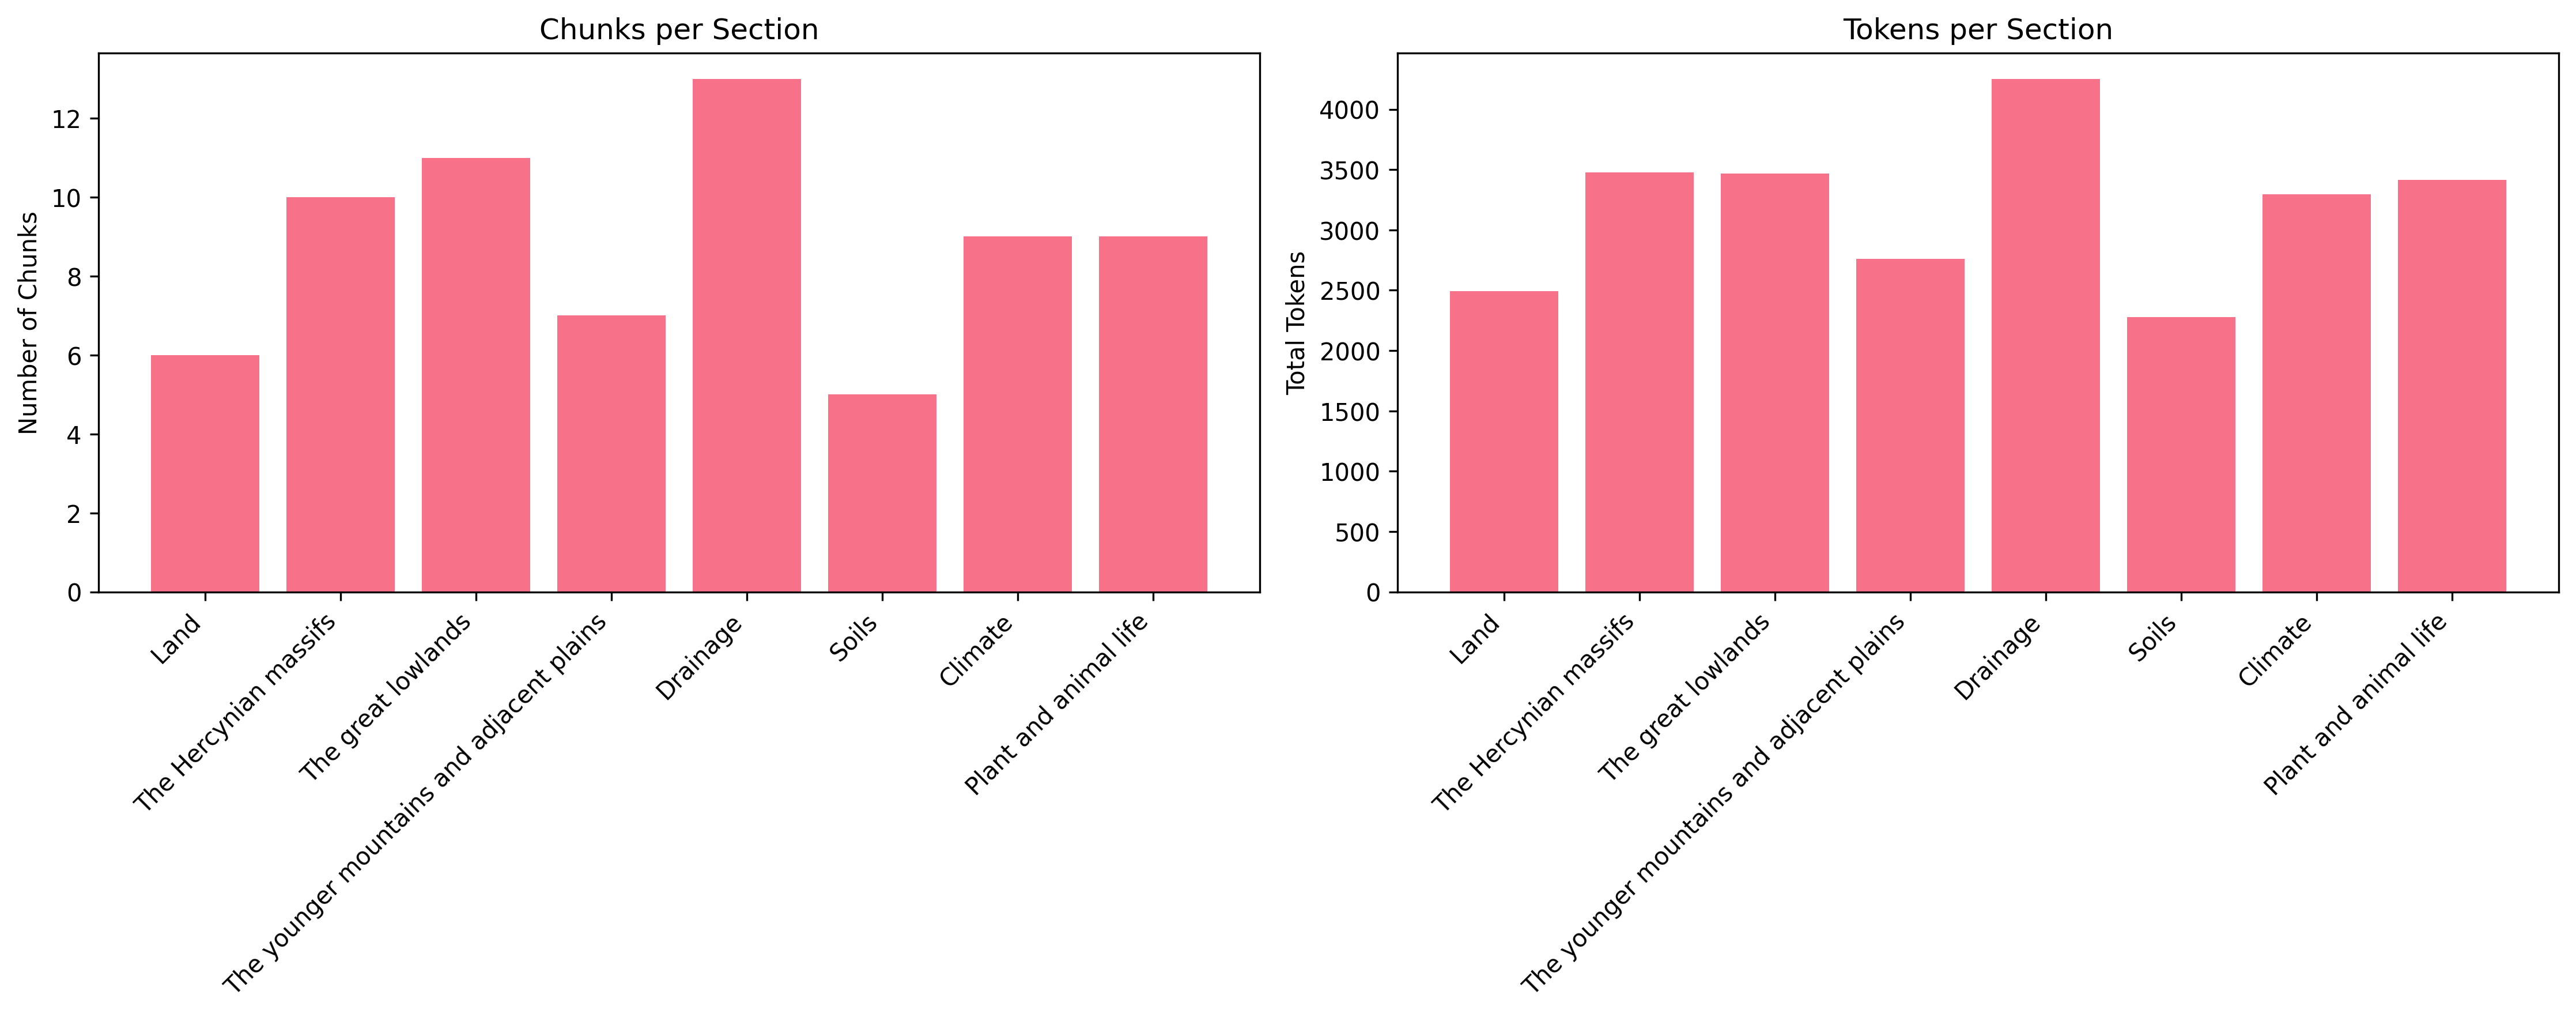 Chunks per Section
Number of Chunks
12
10
8
6
4
2
0
Land
The Hercynian massifs
The great lowlands
The younger mountains and adjacent plains
Drainage
Soils
Climate
Plant and animal life
Tokens per Section
Total Tokens
4000
3500
3000
2500
2000
1500
1000
500
0
Land
The Hercynian massifs
The great lowlands
The younger mountains and adjacent plains
Drainage
Soils
Climate
Plant and animal life